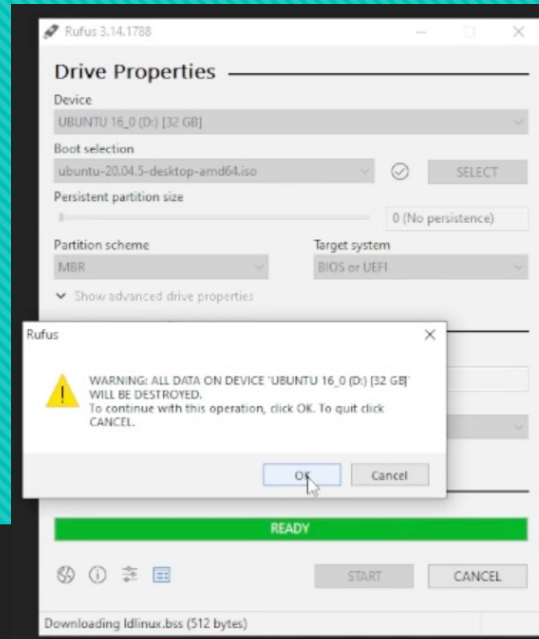 Rufus 3.14.1788
Drive Properties
Device
UBUNTU 16_0 (D:) [32 GB]
Boot selection
ubuntu-20.04.5-desktop-amd64.iso
SELECT
Persistent partition size
0 (No persistence)
Partition scheme
Target system
MBR
BIOS or UEFI
Show advanced drive properties
Rufus
WARNING: ALL DATA ON DEVICE 'UBUNTU 16_0 (D:) [32 GB]'
WILL BE DESTROYED.
To continue with this operation, click OK. To quit click
CANCEL.
OK
Cancel
READY
START
CANCEL
Downloading ldlinux.bss (512 bytes)